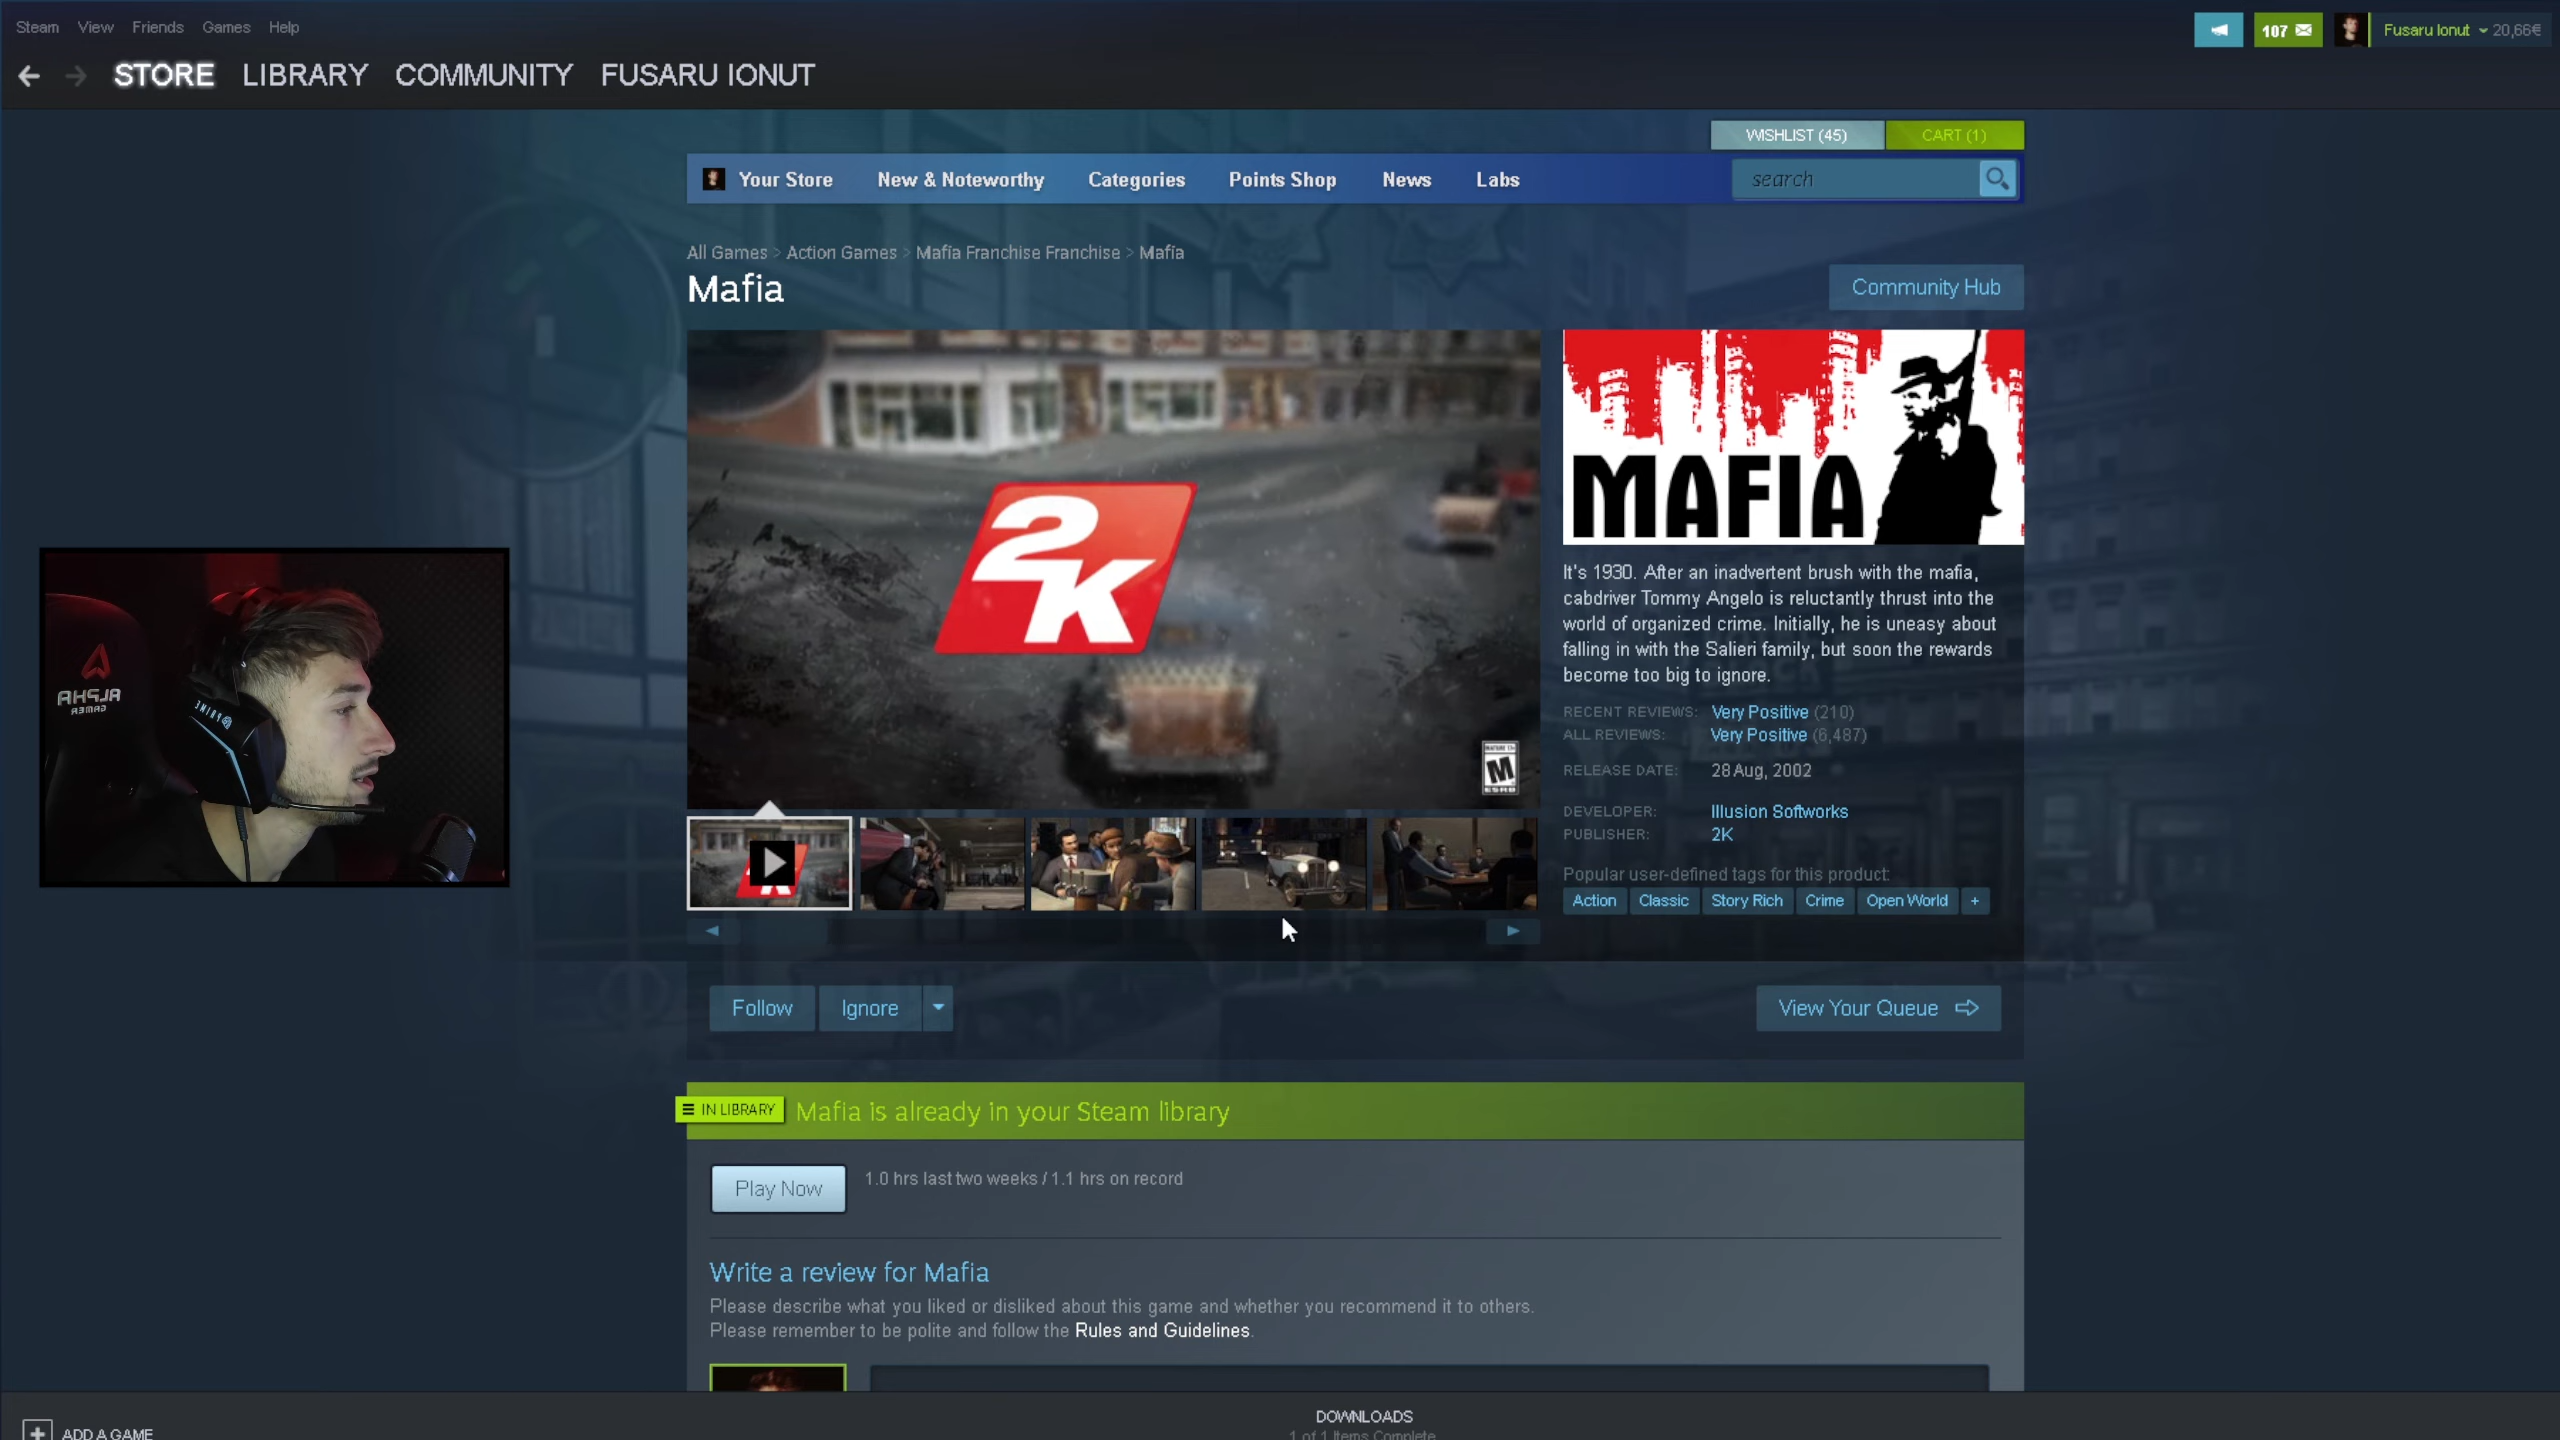 Steam View Friends Games Help
107
Fusaru Ionut 20,66€
STORE LIBRARY COMMUNITY FUSARU IONUT
WISHLIST (45) CART (1)
Your Store New & Noteworthy Categories Points Shop News Labs search
All Games > Action Games > Mafia Franchise Franchise > Mafia
Mafia
Community Hub
2K
MAFIA
M
It's 1930. After an inadvertent brush with the mafia,
cabdriver Tommy Angelo is reluctantly thrust into the
world of organized crime. Initially, he is uneasy about
falling in with the Salieri family, but soon the rewards
become too big to ignore.
RECENT REVIEWS: Very Positive (210)
ALL REVIEWS: Very Positive (6,487)
RELEASE DATE: 28 Aug, 2002
DEVELOPER: Illusion Softworks
PUBLISHER: 2K
Popular user-defined tags for this product:
Action Classic Story Rich Crime Open World +
ALPHA
GAMER
PRIME
Follow Ignore
View Your Queue
IN LIBRARY Mafia is already in your Steam library
Play Now 1.0 hrs last two weeks / 1.1 hrs on record
Write a review for Mafia
Please describe what you liked or disliked about this game and whether you recommend it to others.
Please remember to be polite and follow the Rules and Guidelines.
ADD A GAME
DOWNLOADS
1 of 1 Items Complete